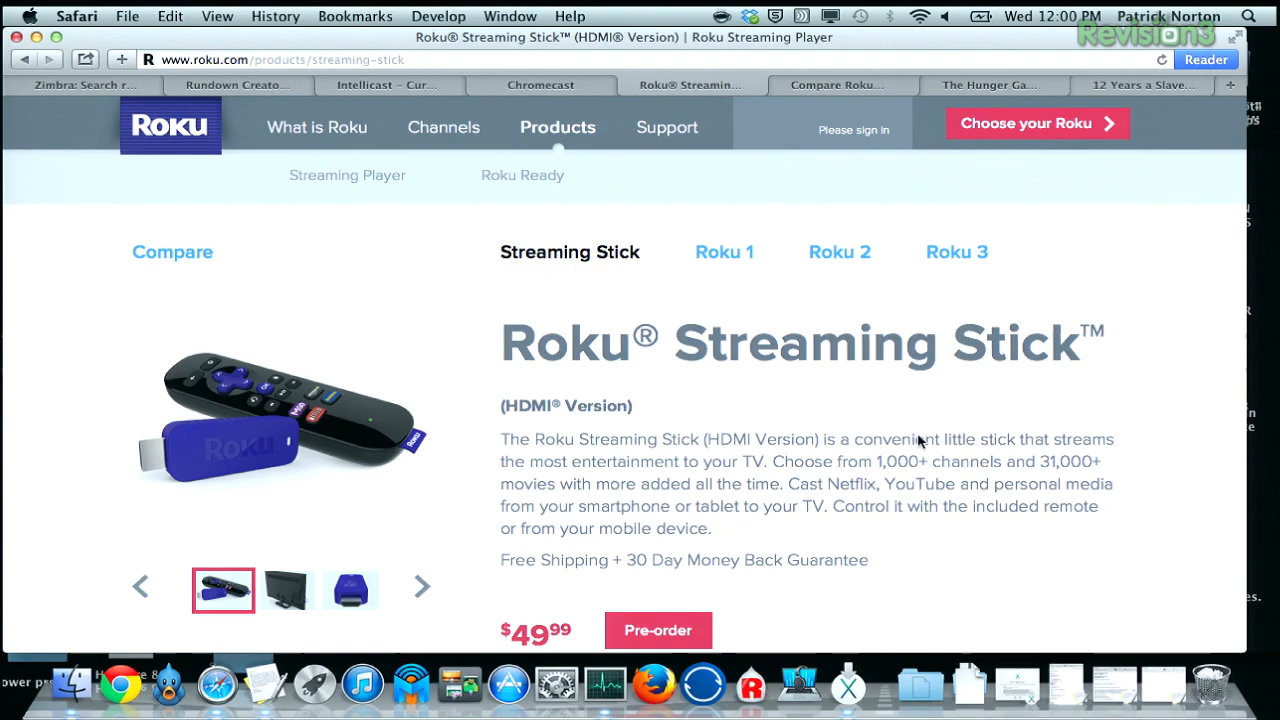 Safari File Edit View History Bookmarks Develop Window Help Wed 12:00 PM Patrick Norton
Revision3
Roku® Streaming Stick™ (HDMI® Version) | Roku Streaming Player
www.roku.com/products/streaming-stick Reader
Zimbra: Search r... Rundown Creato... Intellicast – Cur... Chromecast Roku® Streamin... Compare Roku... The Hunger Ga... 12 Years a Slave...
Roku What is Roku Channels Products Support Please sign in Choose your Roku
Streaming Player Roku Ready
Compare Streaming Stick Roku 1 Roku 2 Roku 3
Roku® Streaming Stick™
(HDMI® Version)
The Roku Streaming Stick (HDMI Version) is a convenient little stick that streams
the most entertainment to your TV. Choose from 1,000+ channels and 31,000+
movies with more added all the time. Cast Netflix, YouTube and personal media
from your smartphone or tablet to your TV. Control it with the included remote
or from your mobile device.
Free Shipping + 30 Day Money Back Guarantee
$49.99 Pre-order